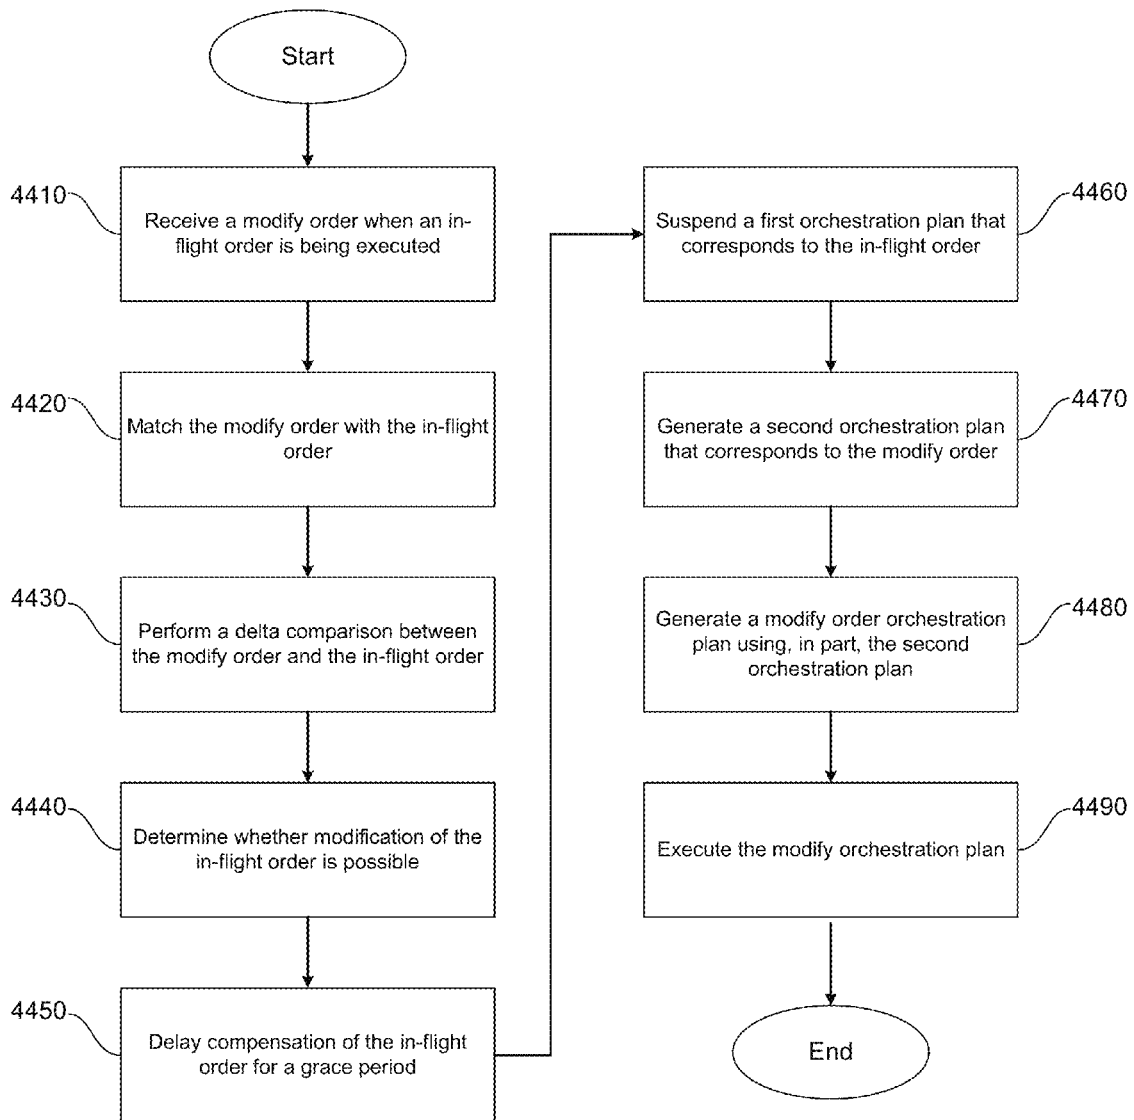 Start
4410
Receive a modify order when an in-
flight order is being executed
4420
Match the modify order with the in-flight
order
4430
Perform a delta comparison between
the modify order and the in-flight order
4440
Determine whether modification of the
in-flight order is possible
4450
Delay compensation of the in-flight
order for a grace period
4460
Suspend a first orchestration plan that
corresponds to the in-flight order
4470
Generate a second orchestration plan
that corresponds to the modify order
4480
Generate a modify order orchestration
plan using, in part, the second
orchestration plan
4490
Execute the modify orchestration plan
End